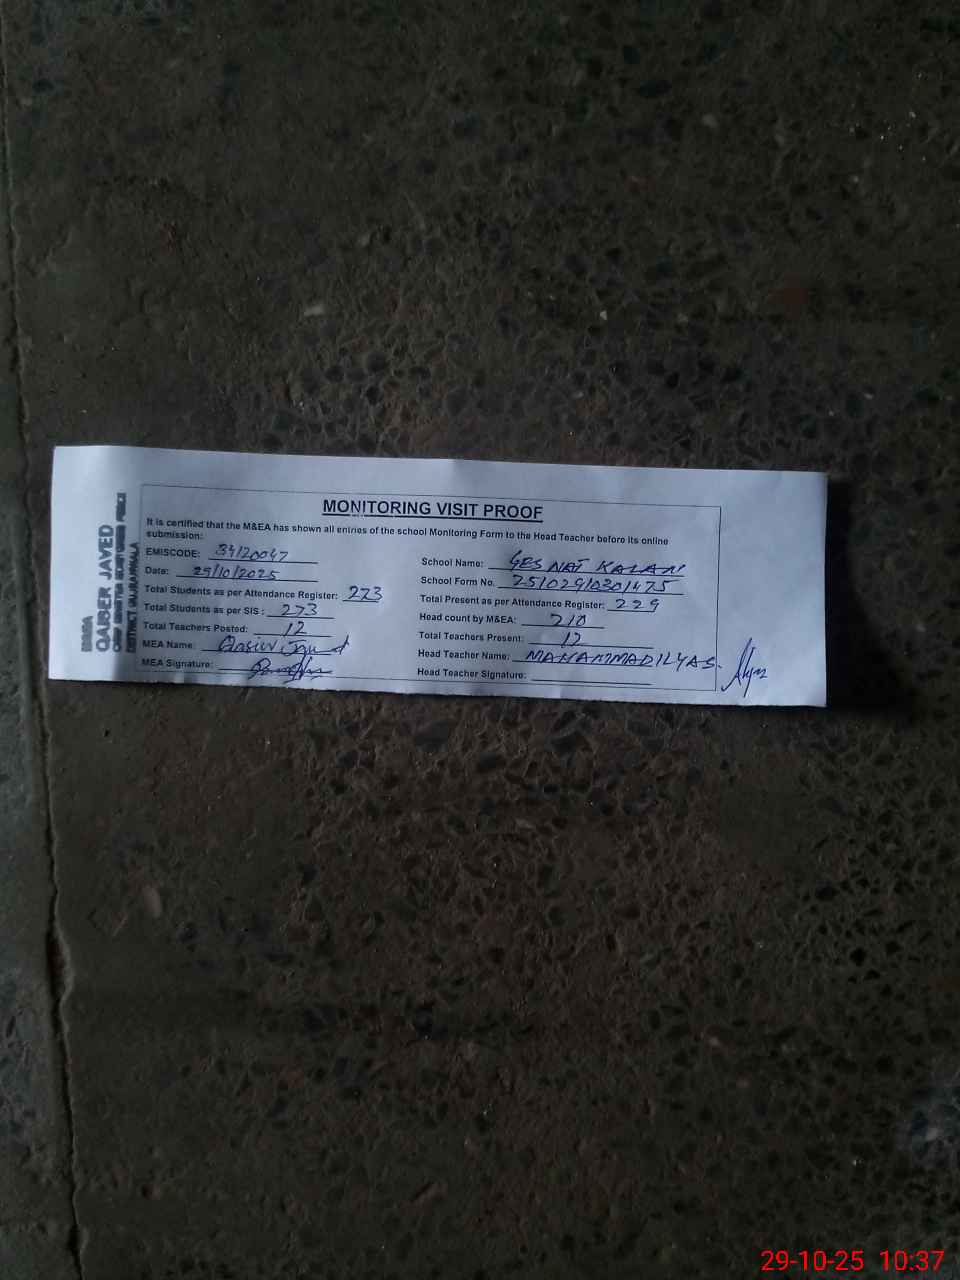 MONITORING VISIT PROOF
It is certified that the M&EA has shown all entries of the school Monitoring Form to the Head Teacher before its online
submission:
EMISCODE: 34120047
Date: 29/10/2025
Total Students as per Attendance Register: 273
Total Students as per SIS : 273
Total Teachers Posted: 12
MEA Name:
MEA Signature:
School Name: GES NAT KALAN
School Form No. 25102910301475
Total Present as per Attendance Register: 229
Head count by M&EA: 210
Total Teachers Present: 12
Head Teacher Name: MAHAMMAD ILYAS.
Head Teacher Signature:
QAISER JAVED
DISTRICT GUJRANWALA
29-10-25 10:37